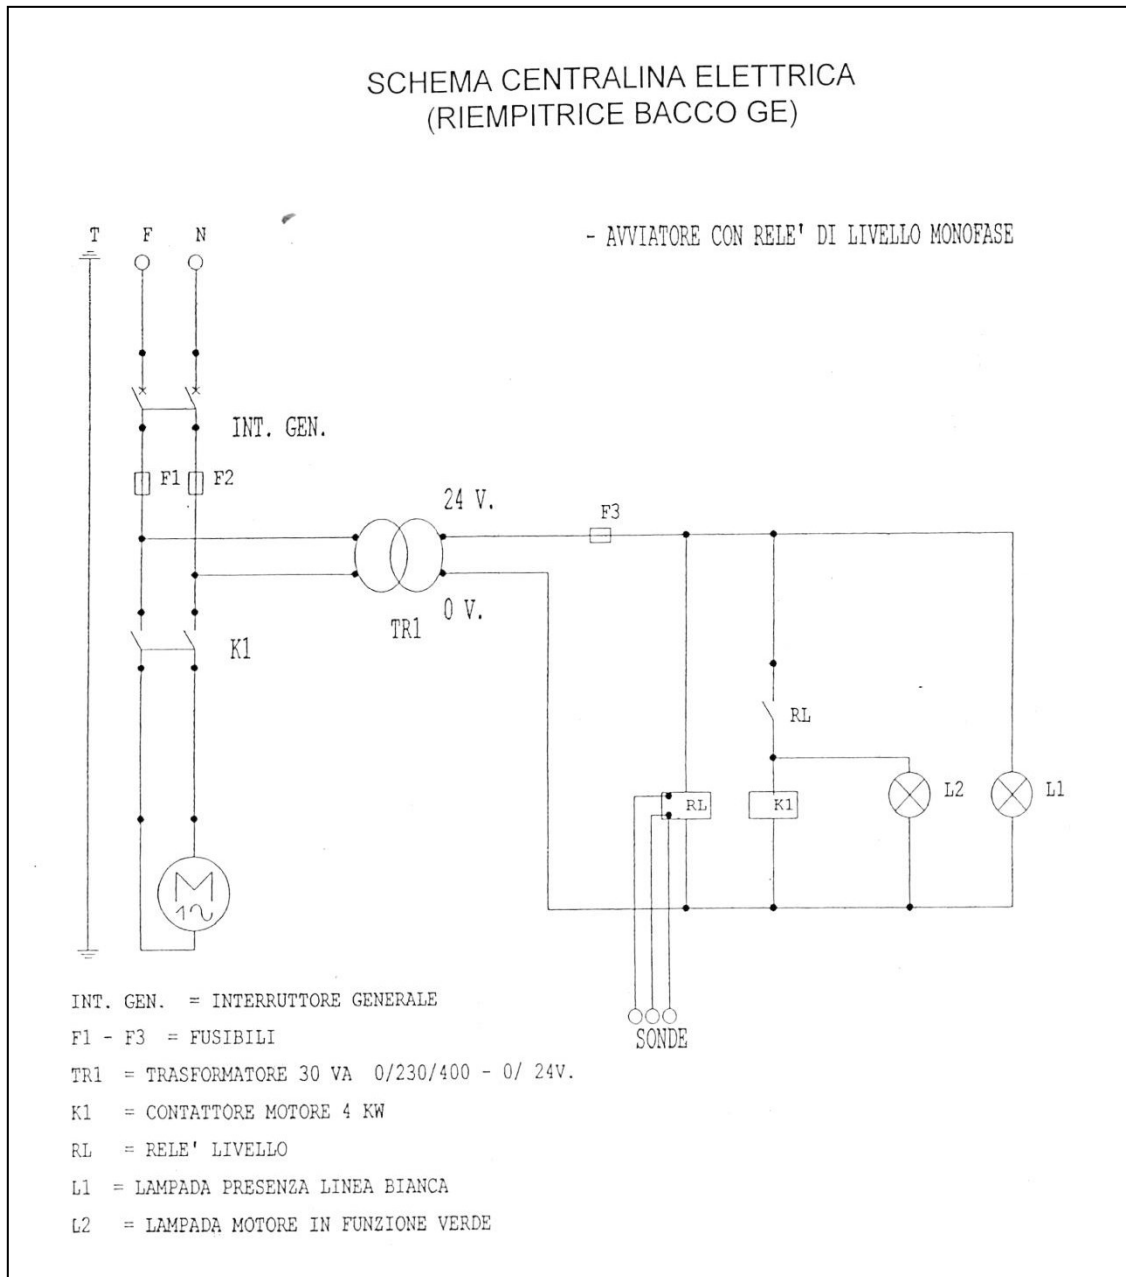 SCHEMA CENTRALINA ELETTRICA
(RIEMPITRICE BACCO GE)
T F N
- AVVIATORE CON RELE' DI LIVELLO MONOFASE
INT. GEN.
F1 F2
24 V.
F3
0 V.
TR1
K1
RL
RL
K1
L2
L1
M
1~
SONDE
INT. GEN. = INTERRUTTORE GENERALE
F1 - F3 = FUSIBILI
TR1 = TRASFORMATORE 30 VA 0/230/400 - 0/ 24V.
K1 = CONTATTORE MOTORE 4 KW
RL = RELE' LIVELLO
L1 = LAMPADA PRESENZA LINEA BIANCA
L2 = LAMPADA MOTORE IN FUNZIONE VERDE